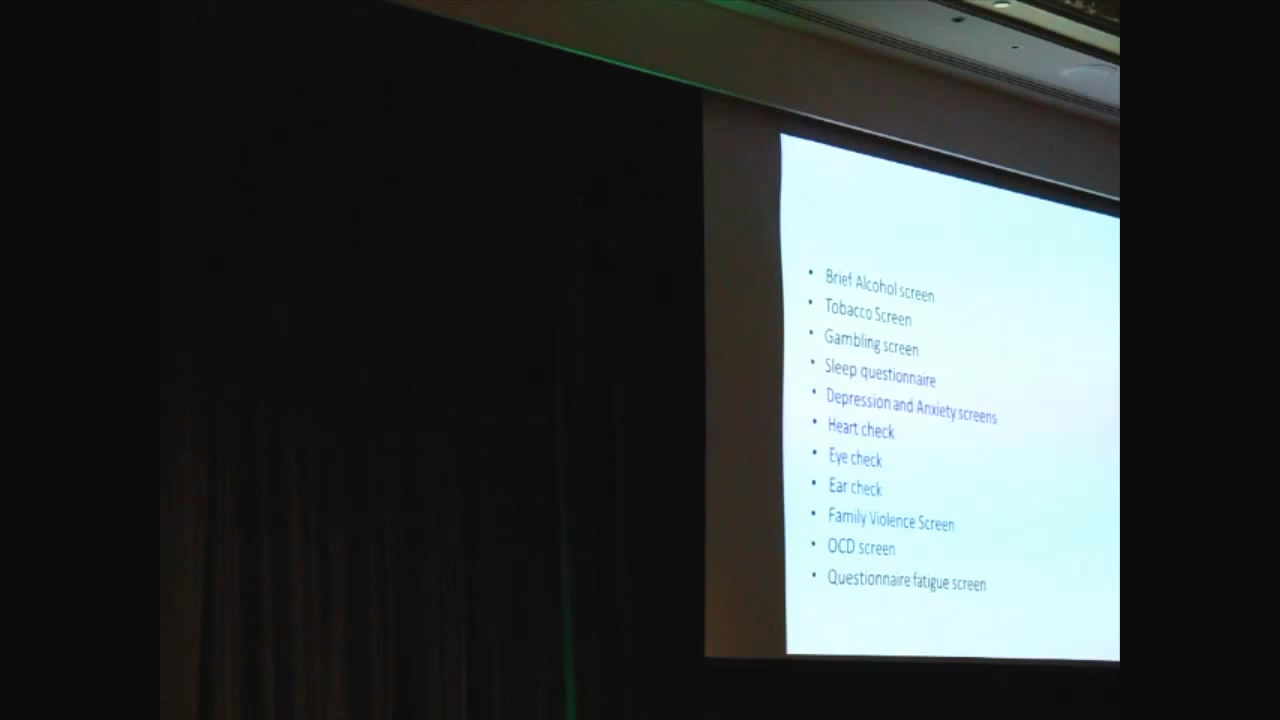 • Brief Alcohol screen
• Tobacco Screen
• Gambling screen
• Sleep questionnaire
• Depression and Anxiety screens
• Heart check
• Eye check
• Ear check
• Family Violence Screen
• OCD screen
• Questionnaire fatigue screen